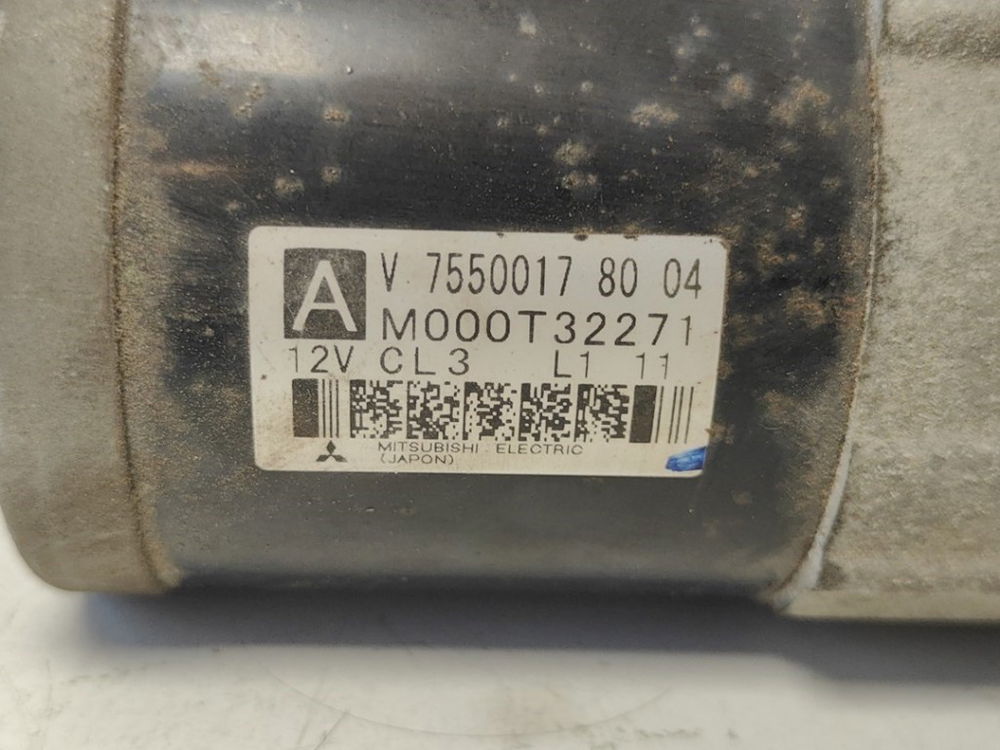 A V 7550017 80 04
M000T32271
12V CL3 L1 11
MITSUBISHI ELECTRIC
(JAPON)